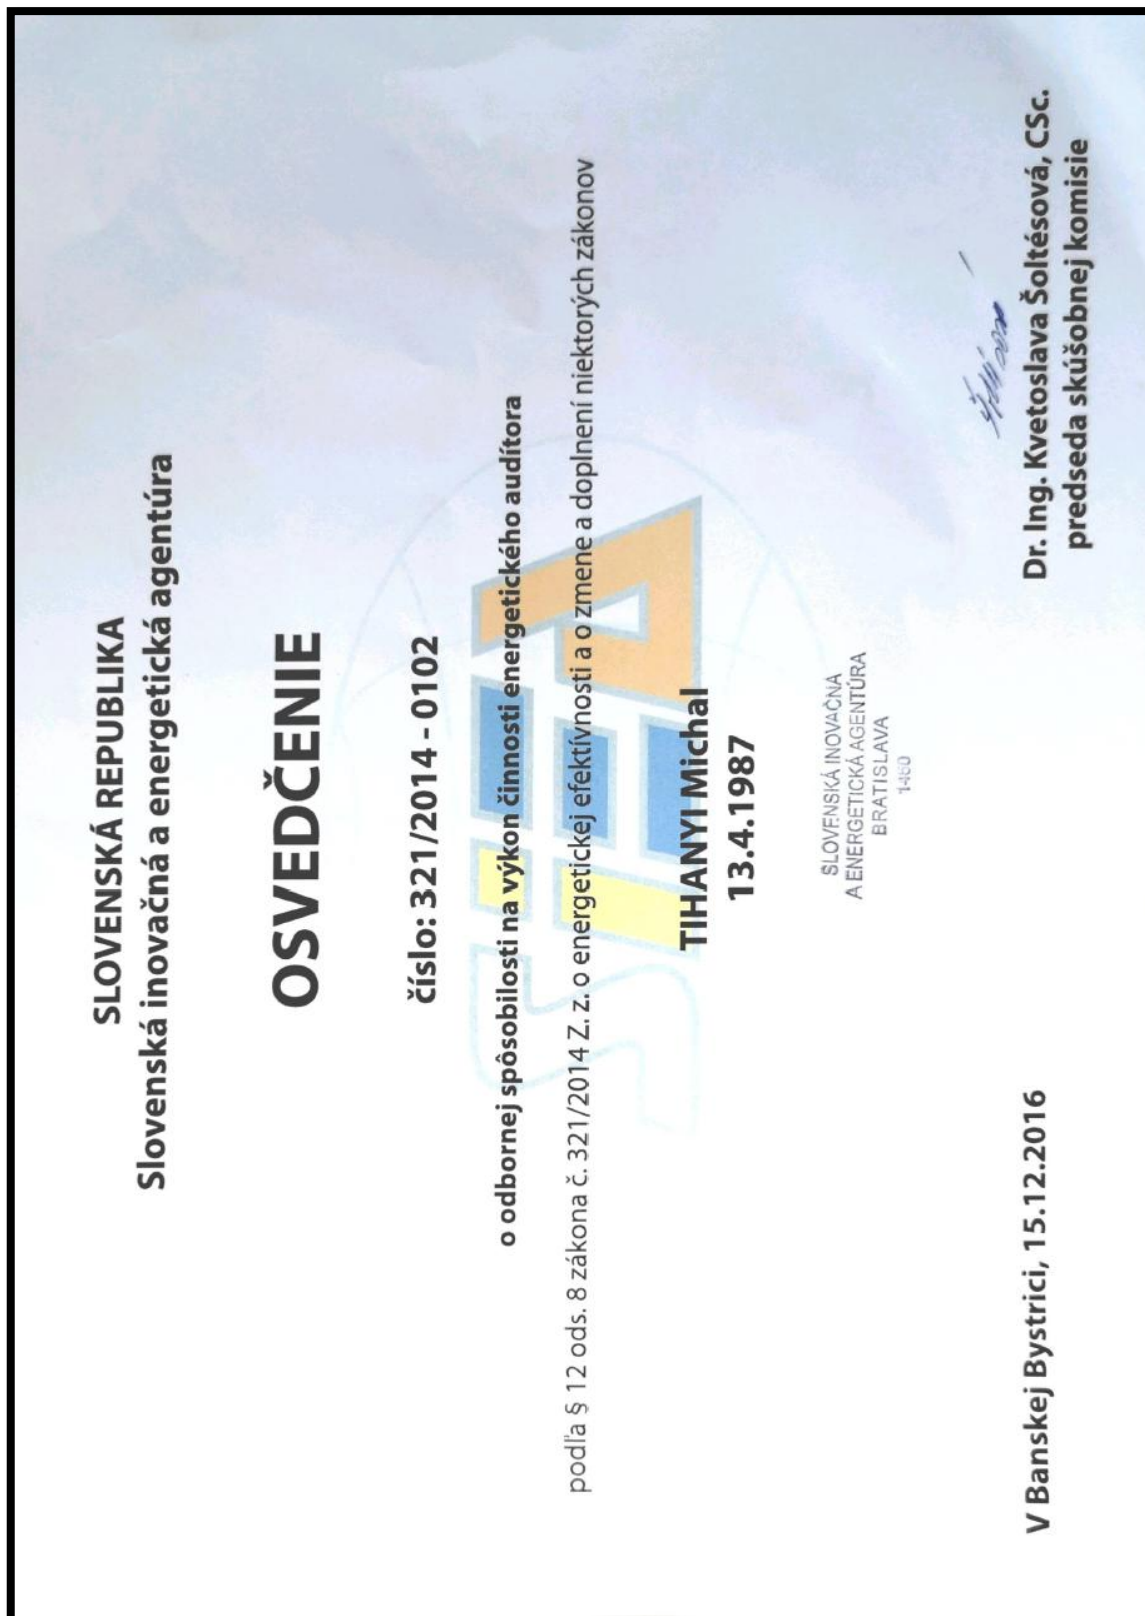 SLOVENSKÁ REPUBLIKA
Slovenská inovačná a energetická agentúra
OSVEDČENIE
číslo: 321/2014 - 0102
o odbornej spôsobilosti na výkon činnosti energetického audítora
podľa § 12 ods. 8 zákona č. 321/2014 Z. z. o energetickej efektívnosti a o zmene a doplnení niektorých zákonov
SIEA
TIHANYI Michal
13.4.1987
SLOVENSKÁ INOVAČNÁ
A ENERGETICKÁ AGENTÚRA
BRATISLAVA
V Banskej Bystrici, 15.12.2016
Dr. Ing. Kvetoslava Šoltésová, CSc.
predseda skúšobnej komisie